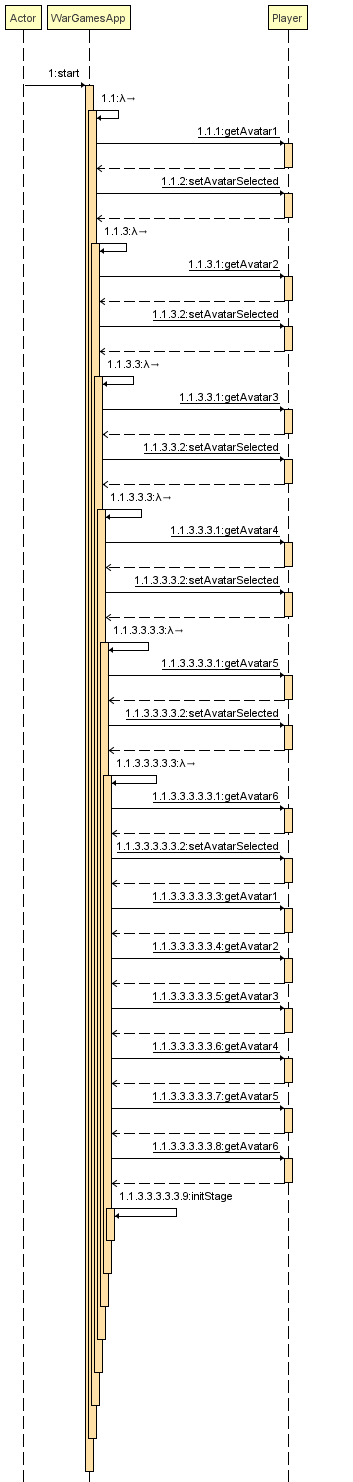 Actor WarGamesApp Player
1:start
1.1:λ→
1.1.1:getAvatar1
1.1.2:setAvatarSelected
1.1.3:λ→
1.1.3.1:getAvatar2
1.1.3.2:setAvatarSelected
1.1.3.3:λ→
1.1.3.3.1:getAvatar3
1.1.3.3.2:setAvatarSelected
1.1.3.3.3:λ→
1.1.3.3.3.1:getAvatar4
1.1.3.3.3.2:setAvatarSelected
1.1.3.3.3.3:λ→
1.1.3.3.3.3.1:getAvatar5
1.1.3.3.3.3.2:setAvatarSelected
1.1.3.3.3.3.3:λ→
1.1.3.3.3.3.3.1:getAvatar6
1.1.3.3.3.3.3.2:setAvatarSelected
1.1.3.3.3.3.3.3:getAvatar1
1.1.3.3.3.3.3.4:getAvatar2
1.1.3.3.3.3.3.5:getAvatar3
1.1.3.3.3.3.3.6:getAvatar4
1.1.3.3.3.3.3.7:getAvatar5
1.1.3.3.3.3.3.8:getAvatar6
1.1.3.3.3.3.3.9:initStage